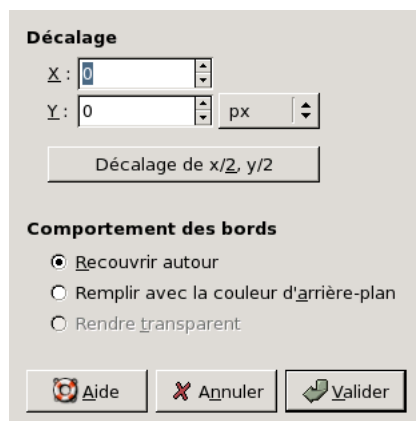 Décalage
X : 0
Y : 0 px
Décalage de x/2, y/2
Comportement des bords
Recouvrir autour
Remplir avec la couleur d'arrière-plan
Rendre transparent
Aide Annuler Valider